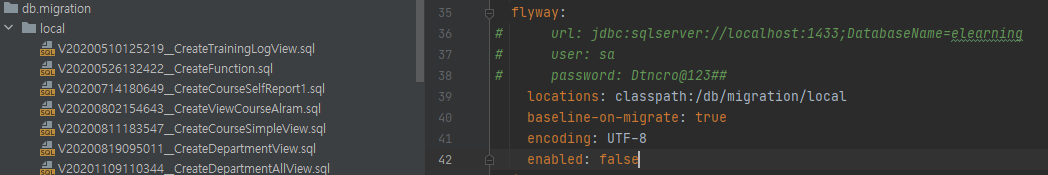 db.migration
local
V20200510125219__CreateTrainingLogView.sql
V20200526132422__CreateFunction.sql
V20200714180649__CreateCourseSelfReport1.sql
V20200802154643__CreateViewCourseAlram.sql
V20200811183547__CreateCourseSimpleView.sql
V20200819095011__CreateDepartmentView.sql
V20201109110344__CreateDepartmentAllView.sql
35 flyway:
36 # url: jdbc:sqlserver://localhost:1433;DatabaseName=elearning
37 # user: sa
38 # password: Dtncro@123##
39 locations: classpath:/db/migration/local
40 baseline-on-migrate: true
41 encoding: UTF-8
42 enabled: false